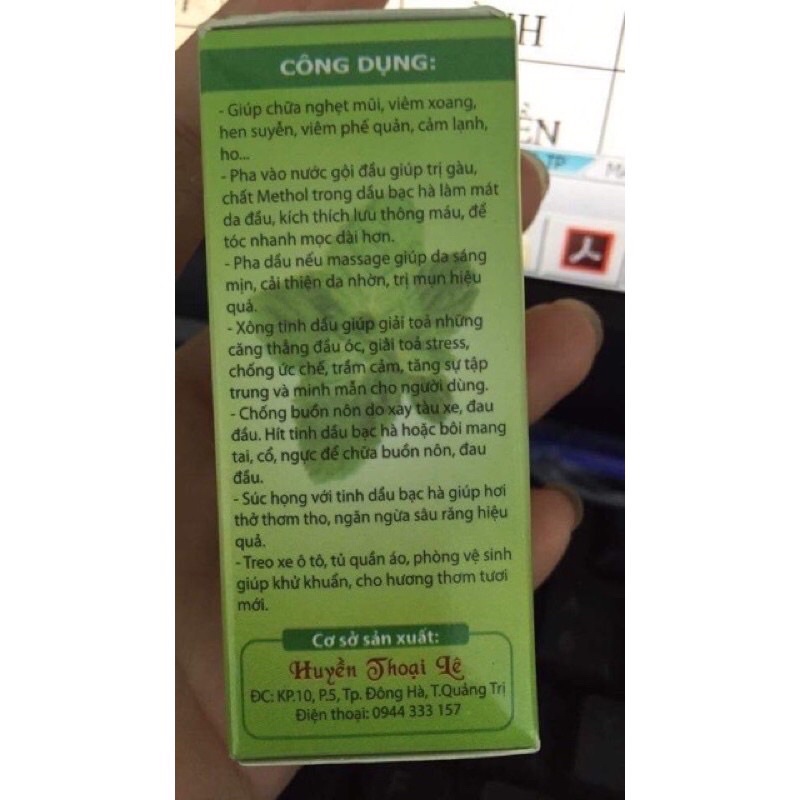 ÌNH
ỀN
TP
CÔNG DỤNG:
- Giúp chữa nghẹt mũi, viêm xoang,
hen suyễn, viêm phế quản, cảm lạnh,
ho...
- Pha vào nước gội đầu giúp trị gàu,
chất Methol trong dầu bạc hà làm mát
da đầu, kích thích lưu thông máu, để
tóc nhanh mọc dài hơn.
- Pha dầu nếu massage giúp da sáng
mịn, cải thiện da nhờn, trị mụn hiệu
quả.
- Xông tinh dầu giúp giải toả những
căng thẳng đầu óc, giải toả stress,
chống ức chế, trầm cảm, tăng sự tập
trung và minh mẫn cho người dùng.
- Chống buồn nôn do xay tàu xe, đau
đầu. Hít tinh dầu bạc hà hoặc bôi mang
tai, cổ, ngực để chữa buồn nôn, đau
đầu.
- Súc họng với tinh dầu bạc hà giúp hơi
thở thơm tho, ngăn ngừa sâu răng hiệu
quả.
- Treo xe ô tô, tủ quần áo, phòng vệ sinh
giúp khử khuẩn, cho hương thơm tươi
mới.
Cơ sở sản xuất:
Huyền Thoại Lê
ĐC: KP.10, P.5, Tp. Đông Hà, T.Quảng Trị
Điện thoại: 0944 333 157